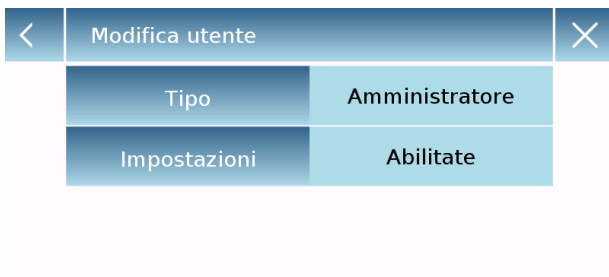 Modifica utente
Tipo Amministratore
Impostazioni Abilitate